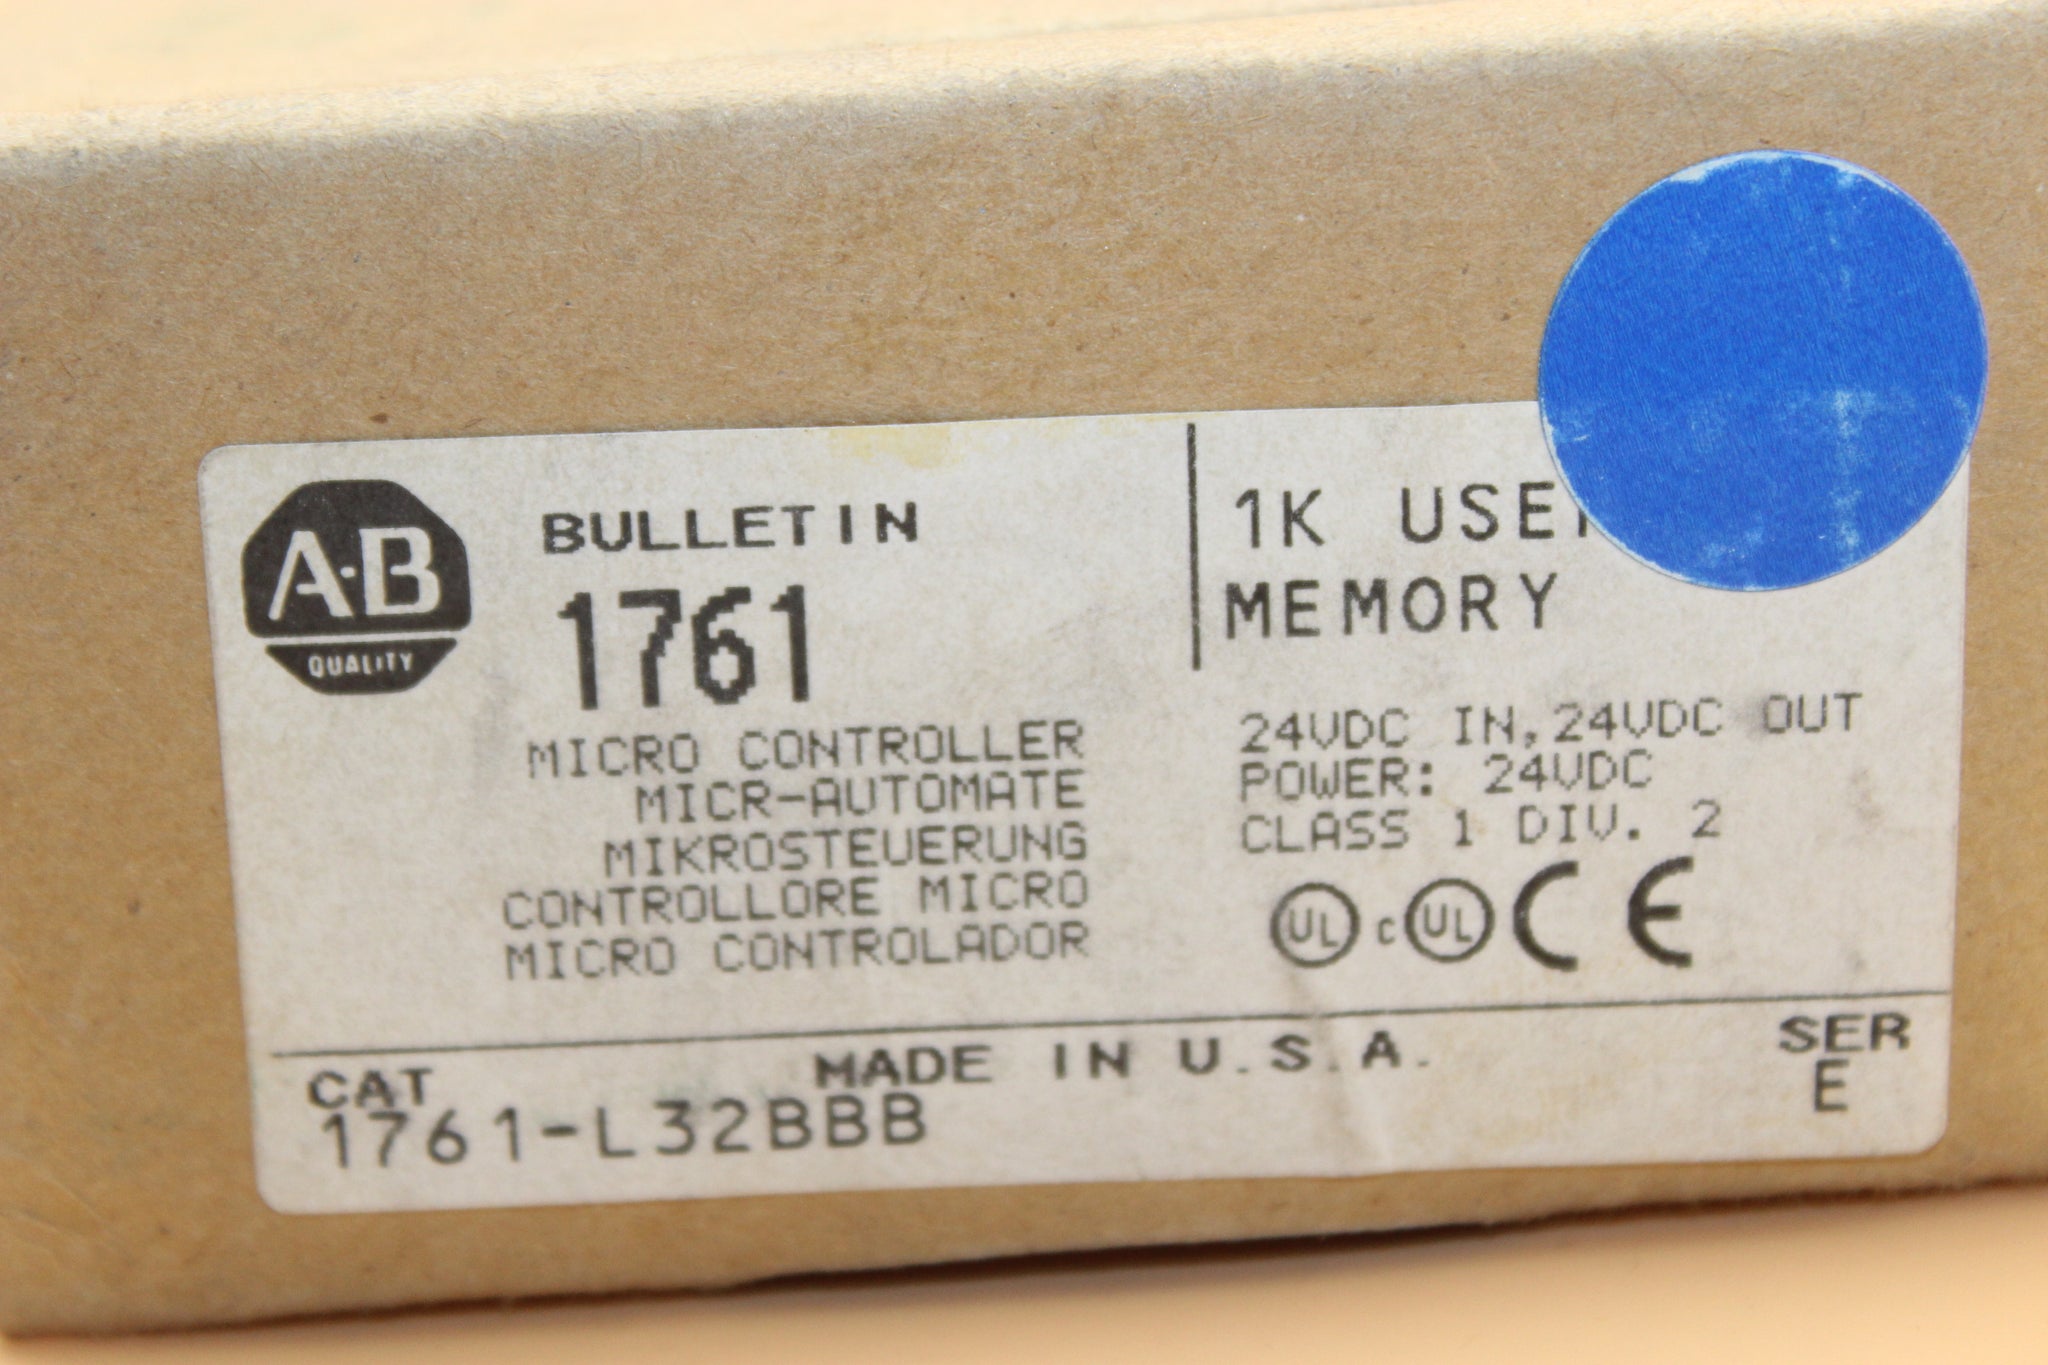 A-B
QUALITY
BULLETIN
1761
MICRO CONTROLLER
MICR-AUTOMATE
MIKROSTEUERUNG
CONTROLLORE MICRO
MICRO CONTROLADOR
1K USER
MEMORY
24VDC IN, 24VDC OUT
POWER: 24VDC
CLASS 1 DIV. 2
UL c UL CE
CAT
1761-L32BBB
MADE IN U.S.A.
SER
E